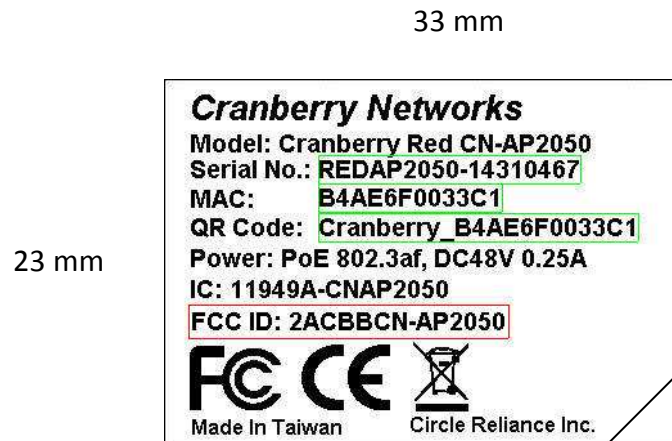 33 mm
Cranberry Networks
Model: Cranberry Red CN-AP2050
Serial No.: REDAP2050-14310467
MAC: B4AE6F0033C1
QR Code: Cranberry_B4AE6F0033C1
23 mm
Power: PoE 802.3af, DC48V 0.25A
IC: 11949A-CNAP2050
FCC ID: 2ACBBCN-AP2050
FC CE
Made In Taiwan Circle Reliance Inc.